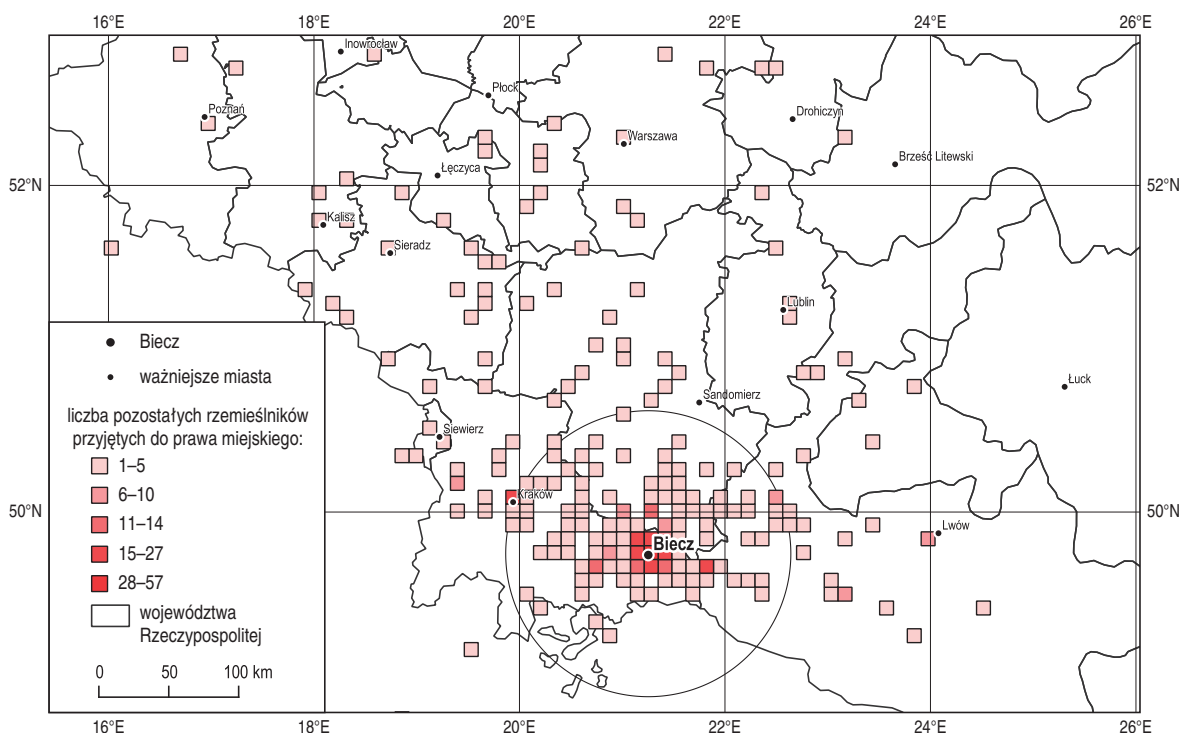 16°E 18°E 20°E 22°E 24°E 26°E
Inowrocław
Płock
Poznań
Drohiczyn
Warszawa
Brześć Litewski
Łęczyca
52°N 52°N
Kalisz
Sieradz
Lublin
Łuck
Sandomierz
Siewierz
Kraków
50°N 50°N
Lwów
Biecz
Biecz
ważniejsze miasta
liczba pozostałych rzemieślników
przyjętych do prawa miejskiego:
1–5
6–10
11–14
15–27
28–57
województwa
Rzeczypospolitej
0 50 100 km
16°E 18°E 20°E 22°E 24°E 26°E